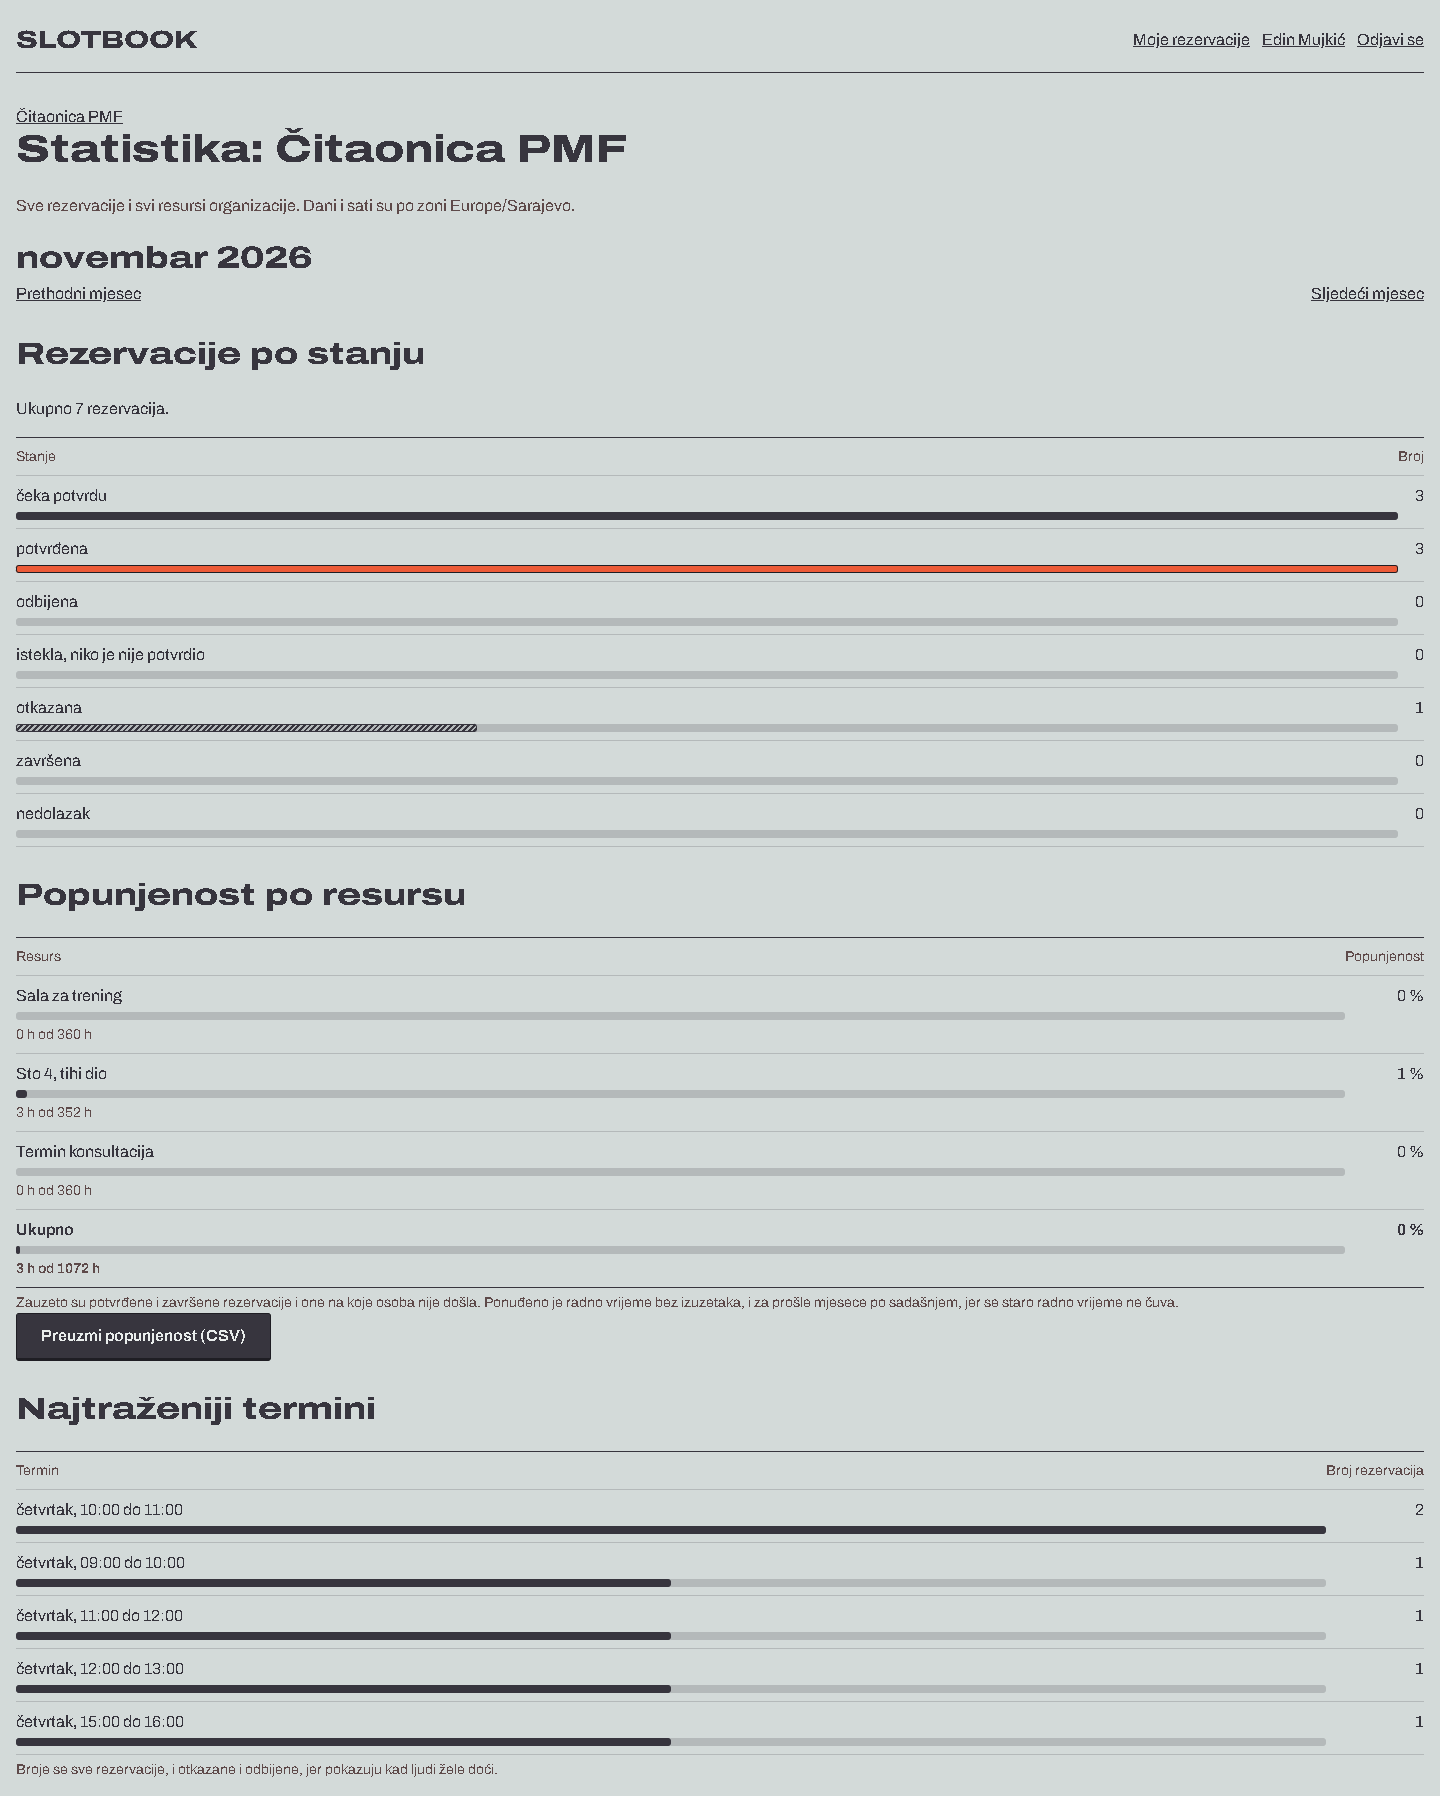 SLOTBOOK
Moje rezervacije Edin Mujkić Odjavi se
Čitaonica PMF
Statistika: Čitaonica PMF
Sve rezervacije i svi resursi organizacije. Dani i sati su po zoni Europe/Sarajevo.
novembar 2026
Prethodni mjesec Sljedeći mjesec
Rezervacije po stanju
Ukupno 7 rezervacija.
Stanje Broj
čeka potvrdu 3
potvrđena 3
odbijena 0
istekla, niko je nije potvrdio 0
otkazana 1
završena 0
nedolazak 0
Popunjenost po resursu
Resurs Popunjenost
Sala za trening 0 %
0 h od 360 h
Sto 4, tihi dio 1 %
3 h od 352 h
Termin konsultacija 0 %
0 h od 360 h
Ukupno 0 %
3 h od 1072 h
Zauzeto su potvrđene i završene rezervacije i one na koje osoba nije došla. Ponuđeno je radno vrijeme bez izuzetaka, i za prošle mjesece po sadašnjem, jer se staro radno vrijeme ne čuva.
Preuzmi popunjenost (CSV)
Najtraženiji termini
Termin Broj rezervacija
četvrtak, 10:00 do 11:00 2
četvrtak, 09:00 do 10:00 1
četvrtak, 11:00 do 12:00 1
četvrtak, 12:00 do 13:00 1
četvrtak, 15:00 do 16:00 1
Broje se sve rezervacije, i otkazane i odbijene, jer pokazuju kad ljudi žele doći.